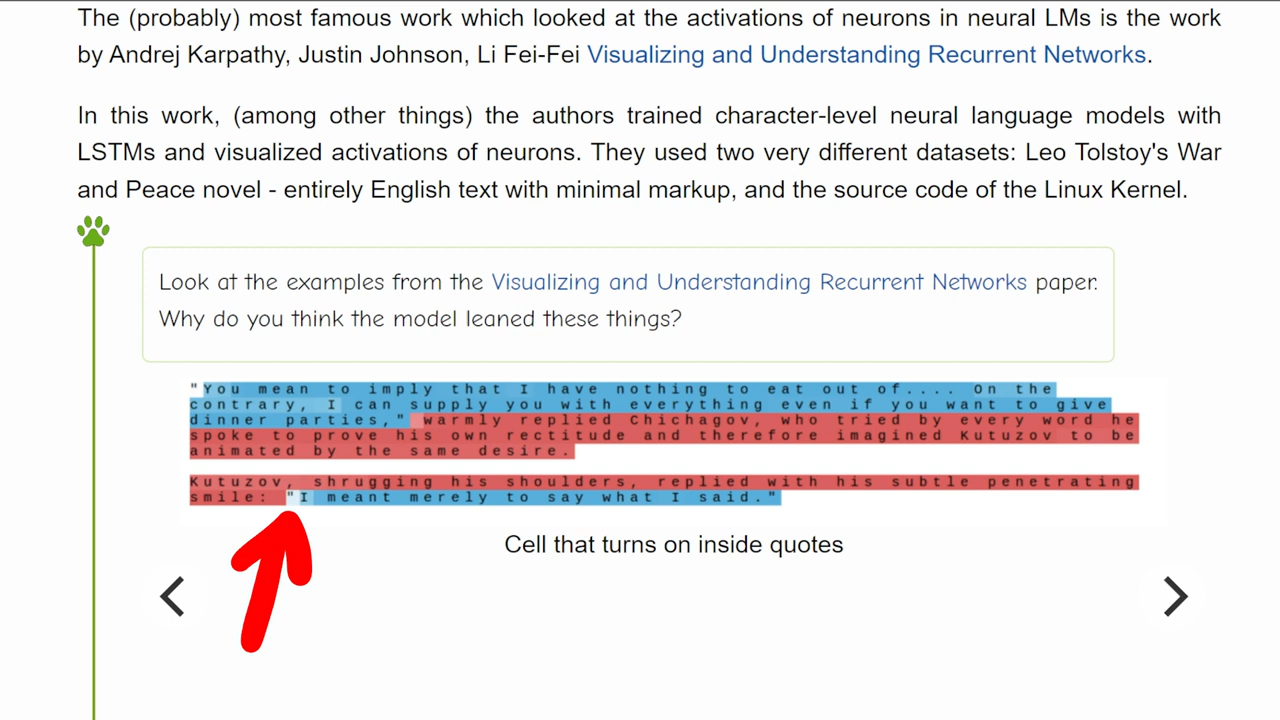 The (probably) most famous work which looked at the activations of neurons in neural LMs is the work
by Andrej Karpathy, Justin Johnson, Li Fei-Fei Visualizing and Understanding Recurrent Networks.
In this work, (among other things) the authors trained character-level neural language models with
LSTMs and visualized activations of neurons. They used two very different datasets: Leo Tolstoy's War
and Peace novel - entirely English text with minimal markup, and the source code of the Linux Kernel.
Look at the examples from the Visualizing and Understanding Recurrent Networks paper.
Why do you think the model leaned these things?
"You mean to imply that I have nothing to eat out of.... On the
contrary, I can supply you with everything even if you want to give
dinner parties," warmly replied Chichagov, who tried by every word he
spoke to prove his own rectitude and therefore imagined Kutuzov to be
animated by the same desire.
Kutuzov, shrugging his shoulders, replied with his subtle penetrating
smile: "I meant merely to say what I said."
Cell that turns on inside quotes